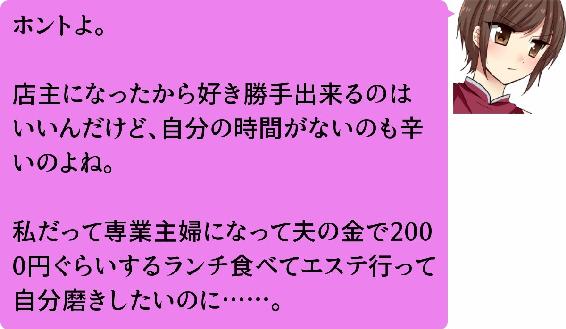 ホントよ。
店主になったから好き勝手出来るのは
いいんだけど、自分の時間がないのも辛
いのよね。
私だって専業主婦になって夫の金で200
0円ぐらいするランチ食べてエステ行って
自分磨きしたいのに……。